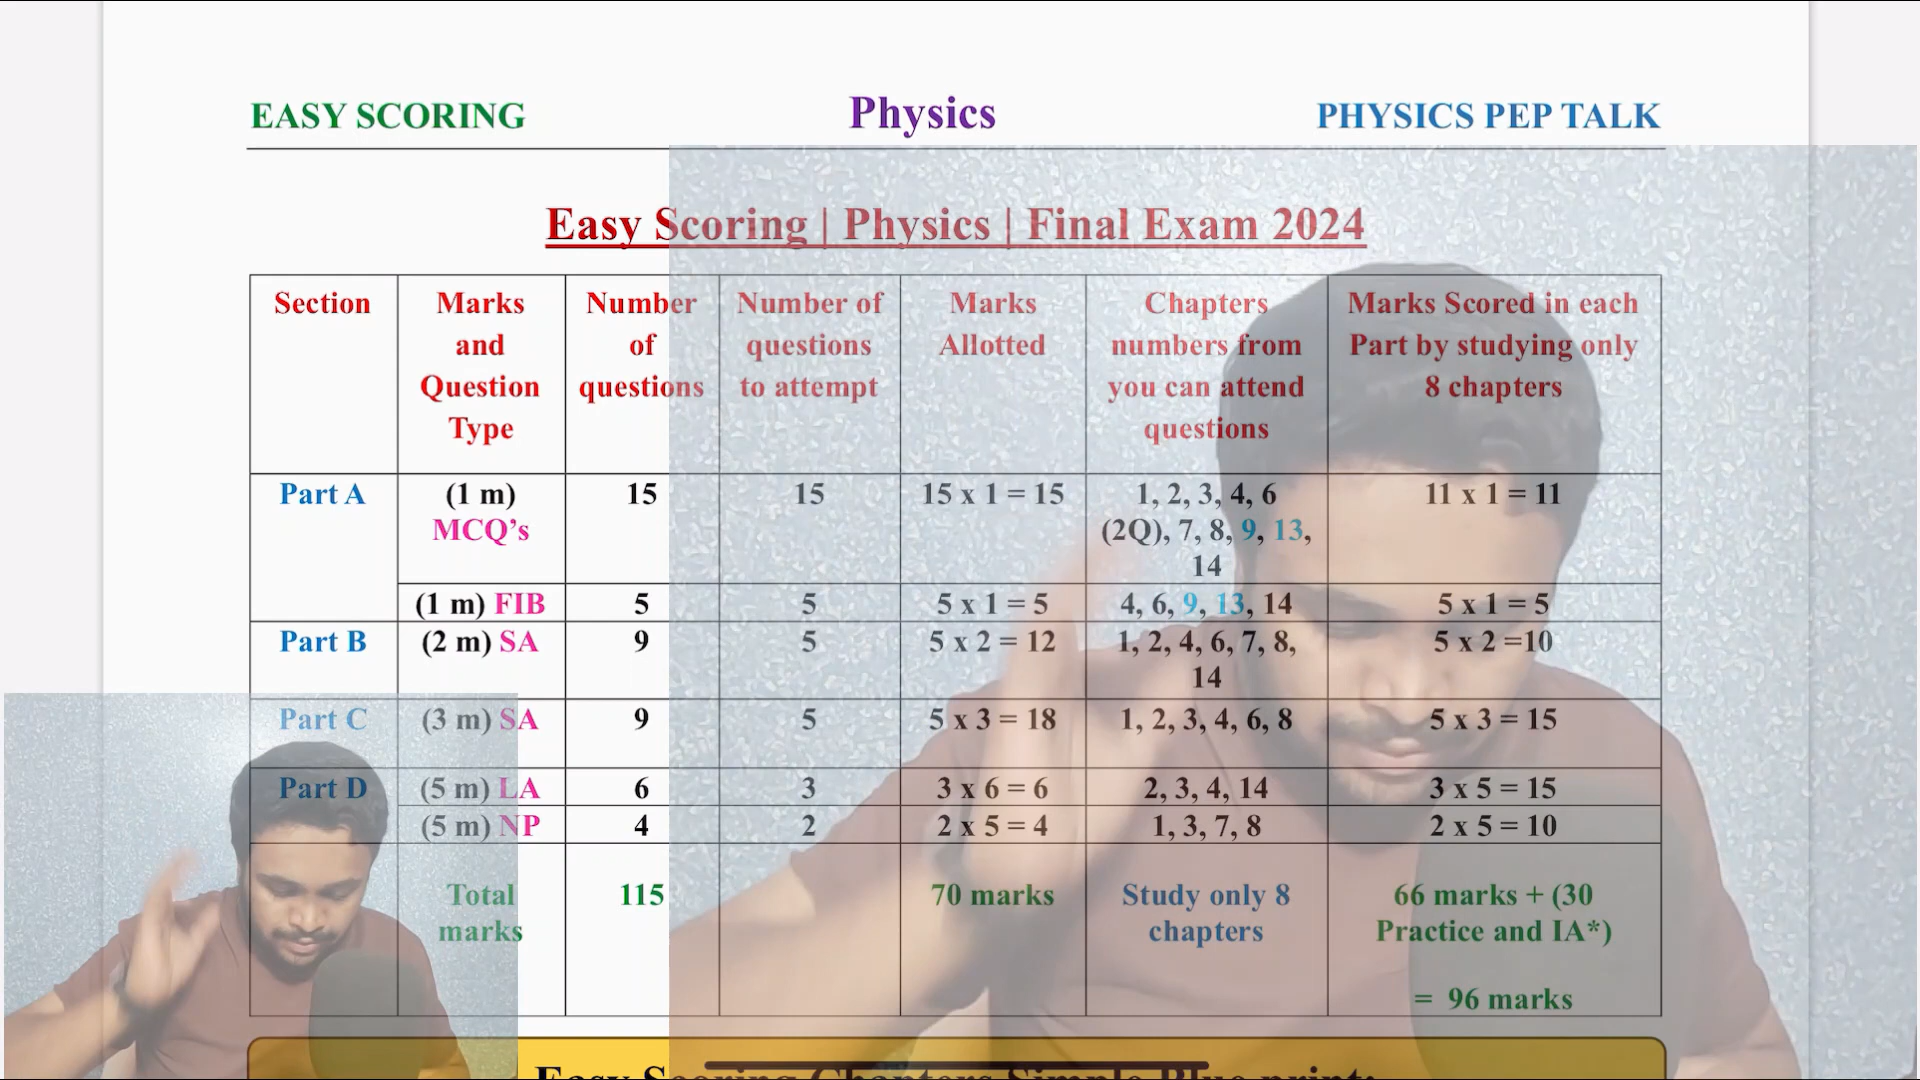 EASY SCORING Physics PHYSICS PEP TALK
Easy Scoring | Physics | Final Exam 2024
Section
Marks and Question Type
Number of questions
Number of questions to attempt
Marks Allotted
Chapters numbers from you can attend questions
Marks Scored in each Part by studying only 8 chapters
Part A (1 m) MCQ’s 15 15 15 x 1 = 15 1, 2, 3, 4, 6 (2Q), 7, 8, 9, 13, 14 11 x 1 = 11
(1 m) FIB 5 5 5 x 1 = 5 4, 6, 9, 13, 14 5 x 1 = 5
Part B (2 m) SA 9 5 5 x 2 = 12 1, 2, 4, 6, 7, 8, 14 5 x 2 =10
Part C (3 m) SA 9 5 5 x 3 = 18 1, 2, 3, 4, 6, 8 5 x 3 = 15
Part D (5 m) LA 6 3 3 x 6 = 6 2, 3, 4, 14 3 x 5 = 15
(5 m) NP 4 2 2 x 5 = 4 1, 3, 7, 8 2 x 5 = 10
Total marks 115 70 marks Study only 8 chapters 66 marks + (30 Practice and IA*)
= 96 marks
Easy Scoring Chapters Simple Blue print: